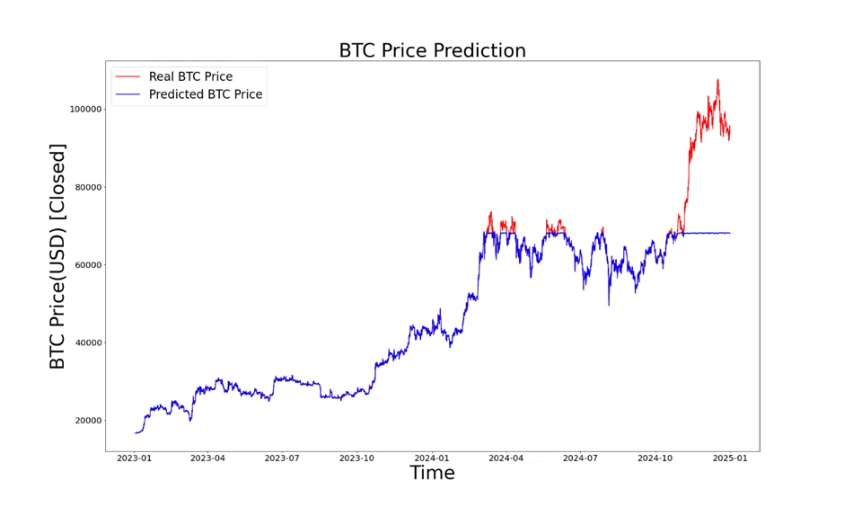 BTC Price Prediction
Real BTC Price
Predicted BTC Price
BTC Price(USD) [Closed]
100000
80000
60000
40000
20000
2023-01 2023-04 2023-07 2023-10 2024-01 2024-04 2024-07 2024-10 2025-01
Time